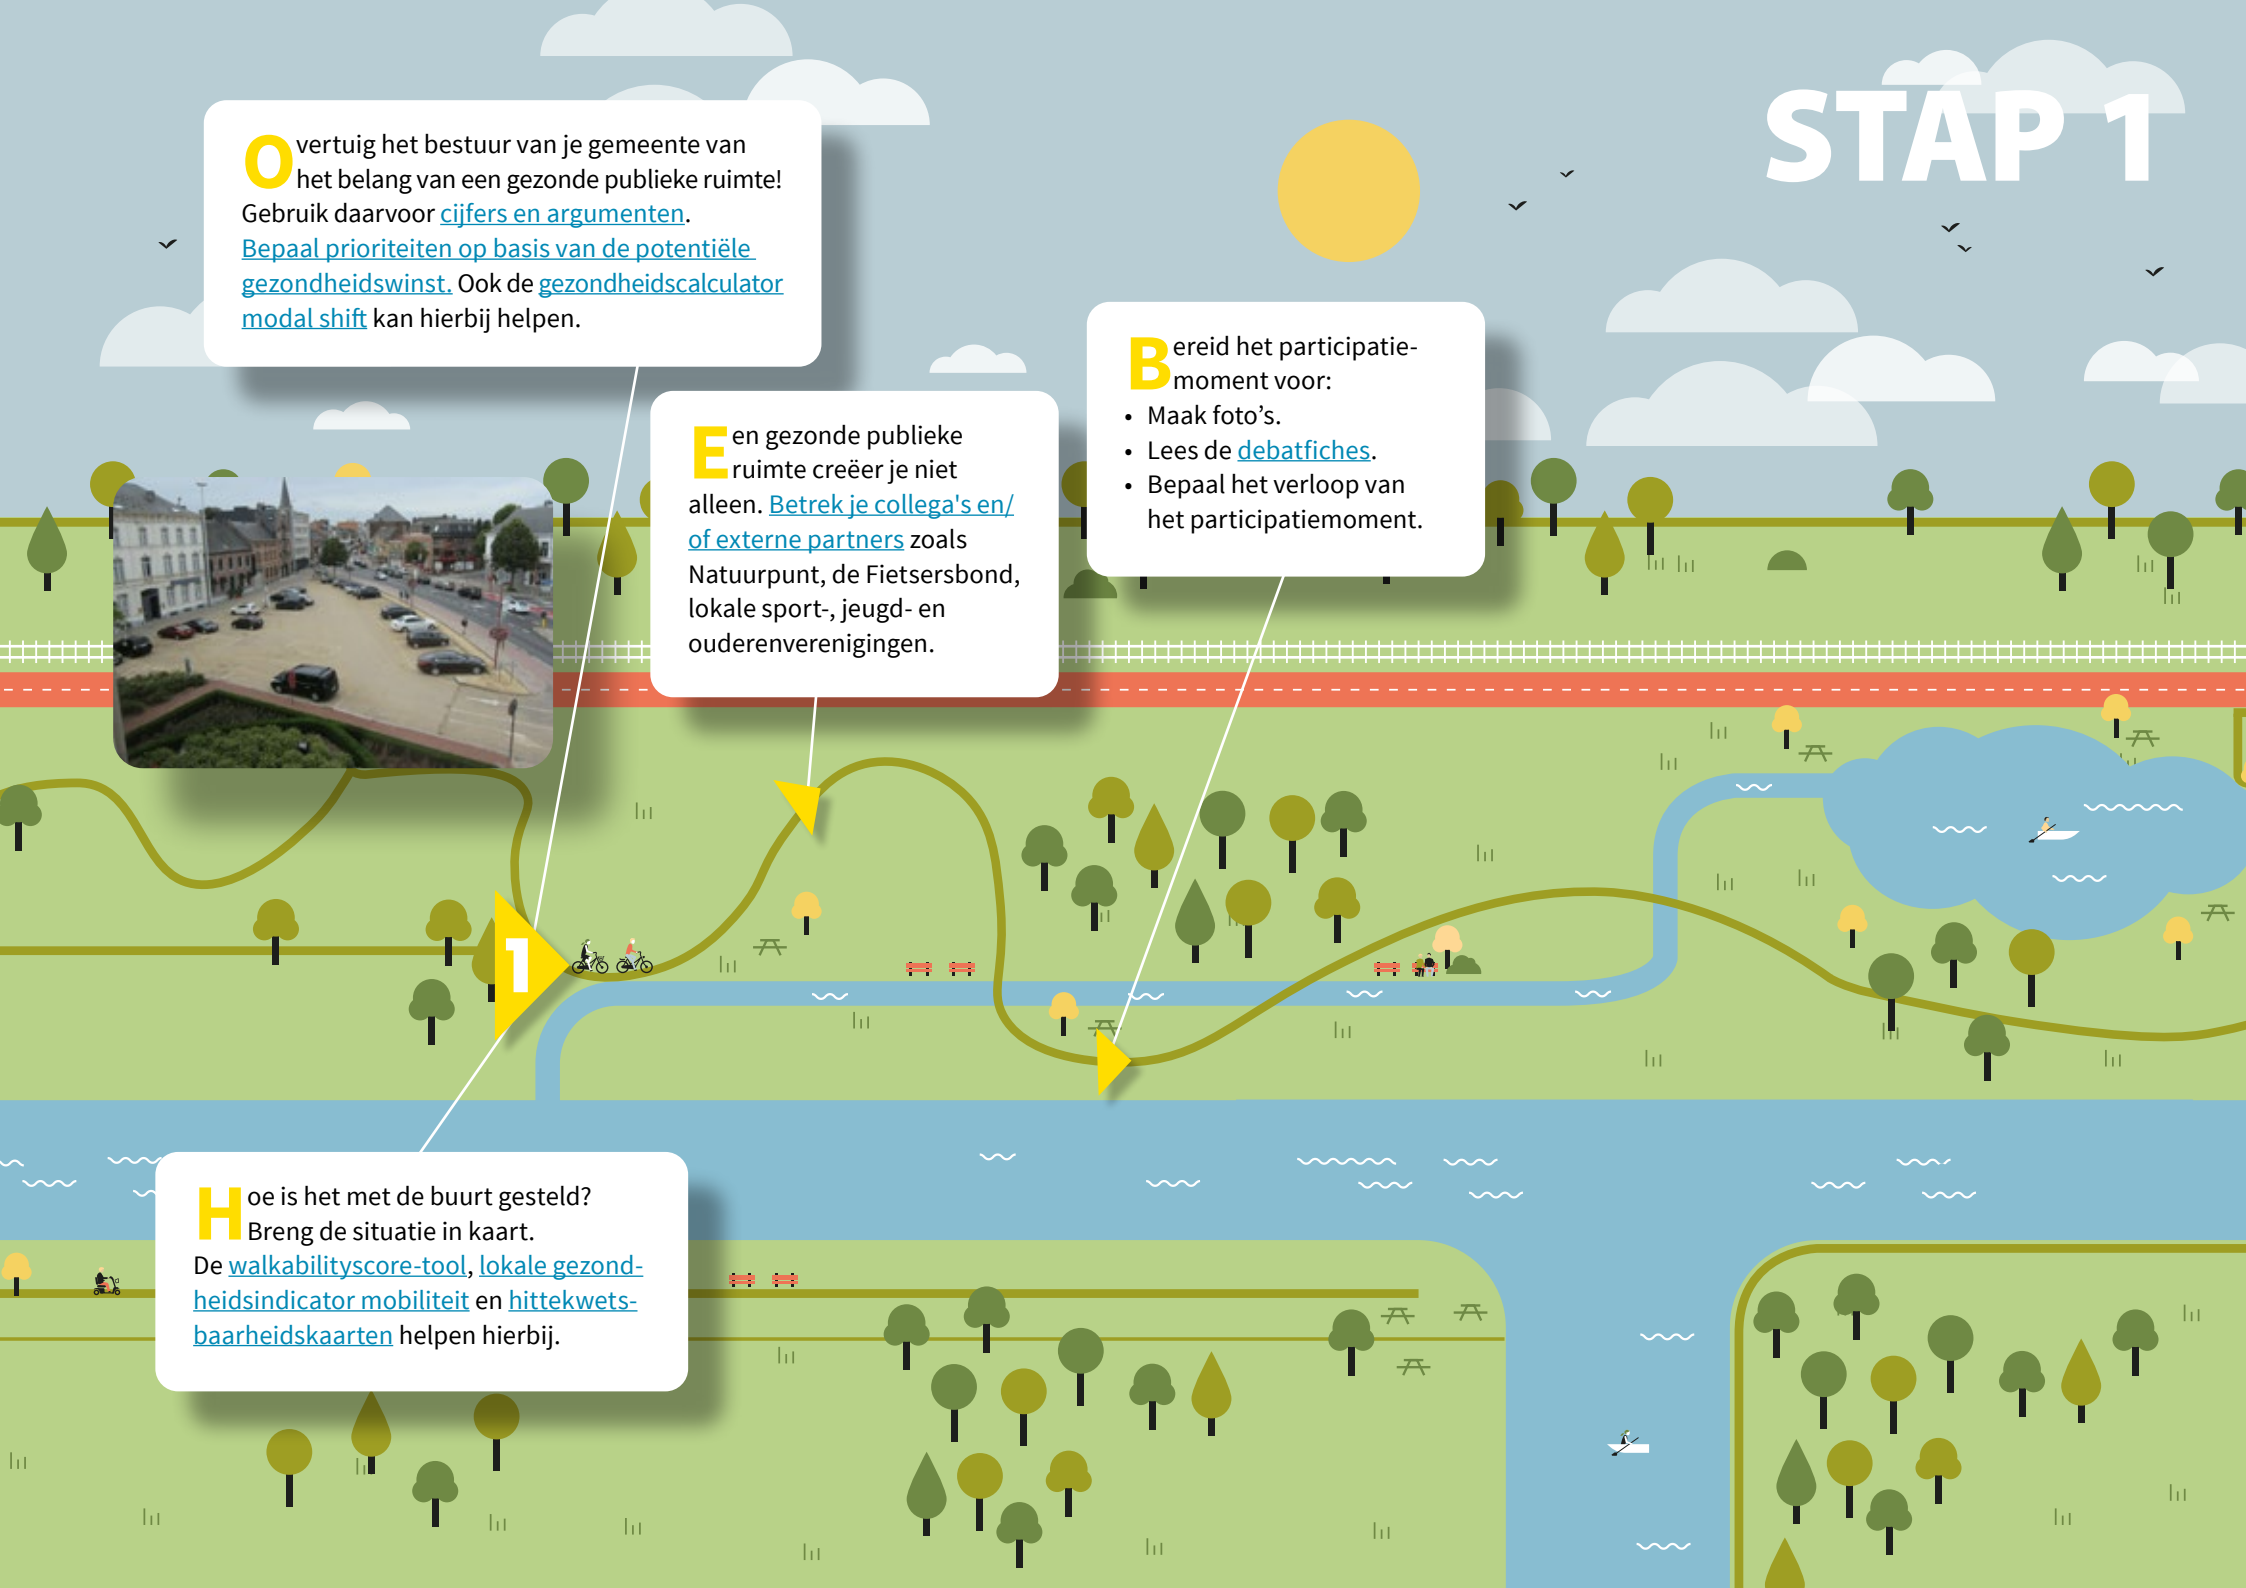 STAP 1
Overtuig het bestuur van je gemeente van
het belang van een gezonde publieke ruimte!
Gebruik daarvoor cijfers en argumenten.
Bepaal prioriteiten op basis van de potentiële
gezondheidswinst. Ook de gezondheidscalculator
modal shift kan hierbij helpen.
Een gezonde publieke
ruimte creëer je niet
alleen. Betrek je collega's en/
of externe partners zoals
Natuurpunt, de Fietsersbond,
lokale sport-, jeugd- en
ouderenverenigingen.
Bereid het participatie-
moment voor:
• Maak foto’s.
• Lees de debatfiches.
• Bepaal het verloop van
het participatiemoment.
1
Hoe is het met de buurt gesteld?
Breng de situatie in kaart.
De walkabilityscore-tool, lokale gezond-
heidsindicator mobiliteit en hittekwets-
baarheidskaarten helpen hierbij.